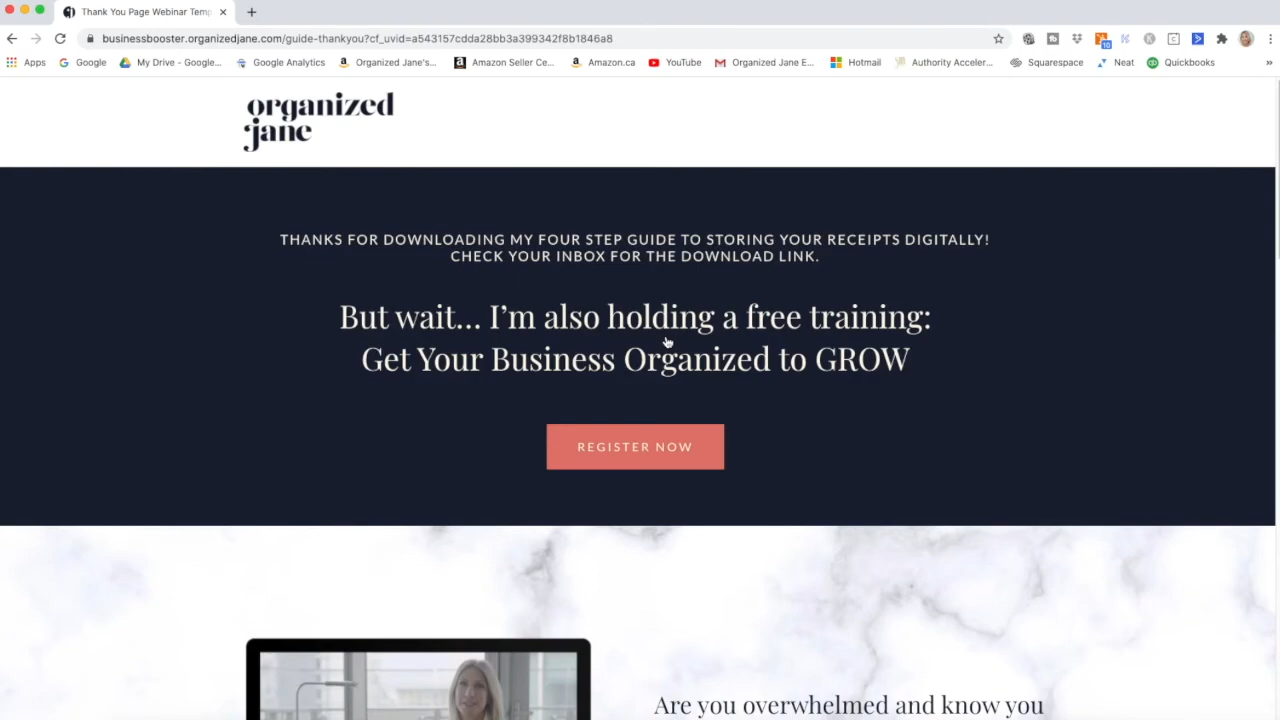 Thank You Page Webinar Temp
businessbooster.organizedjane.com/guide-thankyou?cf_uvid=a543157cdda28bb3a399342f8b1846a8
Apps Google My Drive - Google... Google Analytics Organized Jane's... Amazon Seller Ce... Amazon.ca YouTube Organized Jane E... Hotmail Authority Acceler... Squarespace Neat Quickbooks
organized
jane
THANKS FOR DOWNLOADING MY FOUR STEP GUIDE TO STORING YOUR RECEIPTS DIGITALLY!
CHECK YOUR INBOX FOR THE DOWNLOAD LINK.
But wait... I'm also holding a free training:
Get Your Business Organized to GROW
REGISTER NOW
Are you overwhelmed and know you